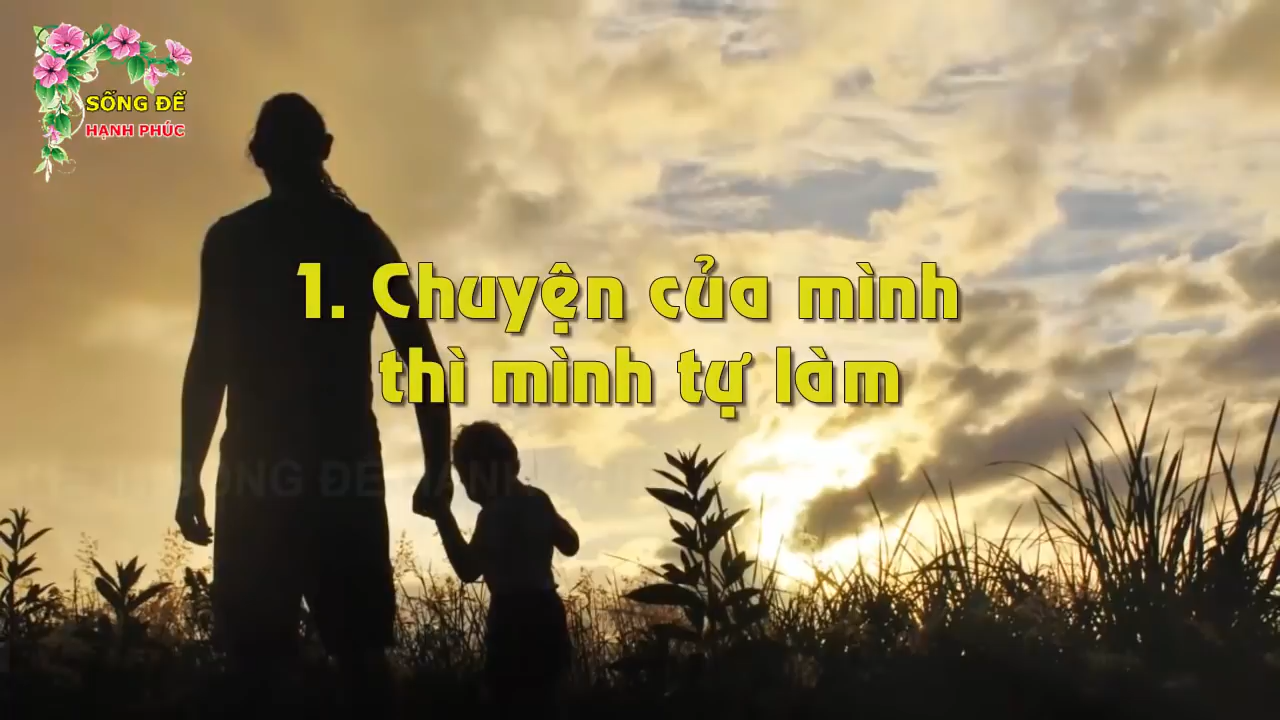 SỐNG ĐỂ
HẠNH PHÚC
1. Chuyện của mình
thì mình tự làm